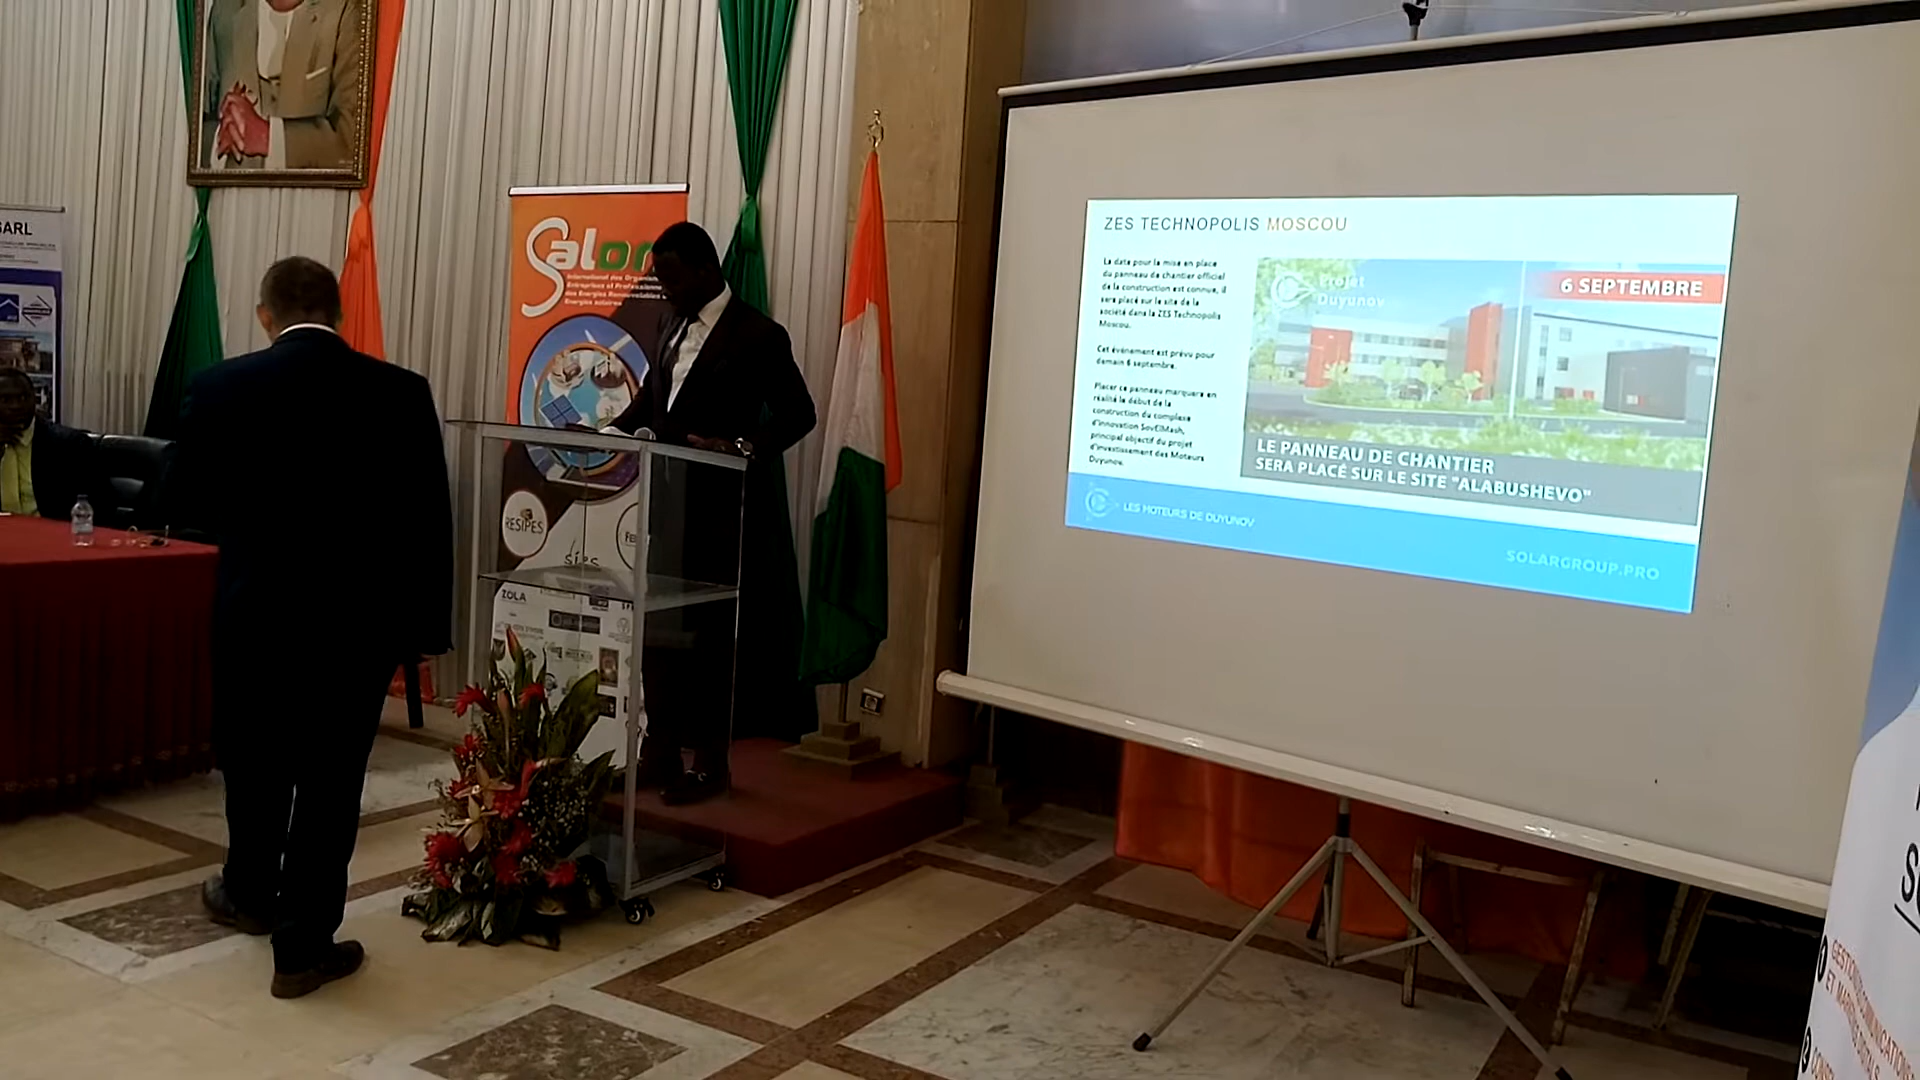 SARL
Salon
International des Organism
Entreprises et Professionne
des Energies Renouvelables
Energies solaires
RESIPES
sips
ZOLA
ZES TECHNOPOLIS MOSCOU
La date pour la mise en place
du panneau de chantier officiel
de la construction est connue, il
sera placé sur le site de la
société dans la ZES Technopolis
Moscou.
Cet événement est prévu pour
demain 6 septembre.
Placer ce panneau marquera en
réalité le début de la
construction du complexe
d'innovation SovElMash,
principal objectif du projet
d'investissement des Moteurs
Duyunov.
Projet
Duyunov
6 SEPTEMBRE
LE PANNEAU DE CHANTIER
SERA PLACÉ SUR LE SITE "ALABUSHEVO"
LES MOTEURS DE DUYUNOV
SOLARGROUP.PRO